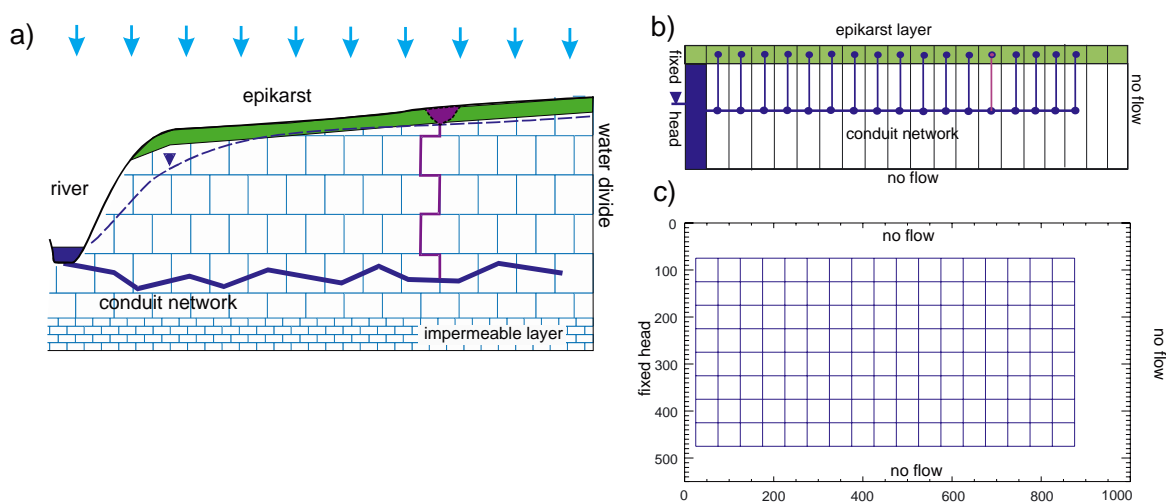 a)
epikarst
river
water divide
conduit network
impermeable layer
b)
epikarst layer
fixed head
no flow
conduit network
no flow
c)
0
100
200
300
400
500
fixed head
no flow
no flow
no flow
0
200
400
600
800
1000